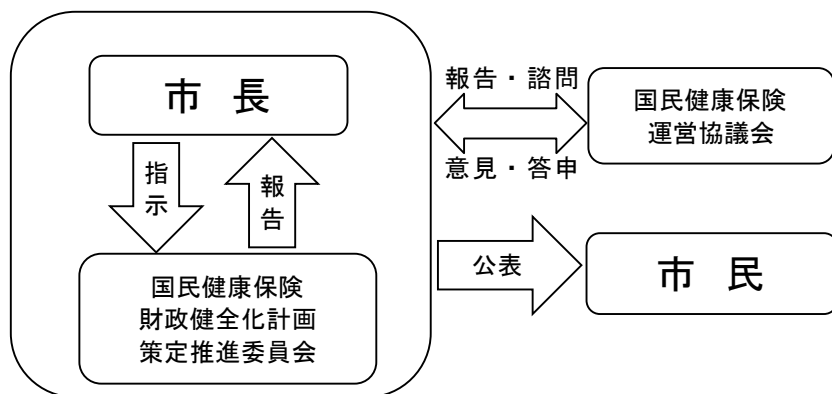 市 長
指示
報告
国民健康保険
財政健全化計画
策定推進委員会
報告・諮問
意見・答申
国民健康保険
運営協議会
公表
市 民